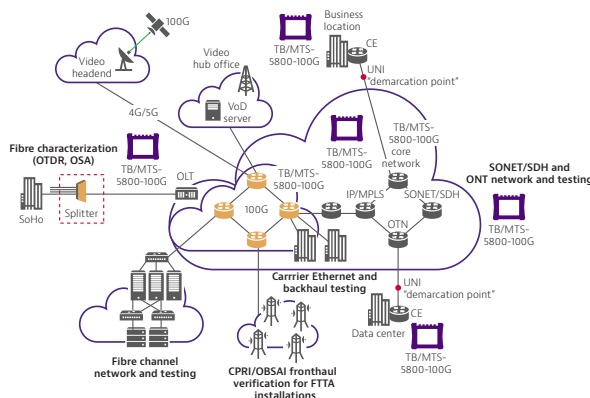 100G
Video
headend
Video
hub office
VoD
server
4G/5G
TB/MTS-
5800-100G
Business
location
CE
UNI
“demarcation point”
Fibre characterization
(OTDR, OSA)
TB/MTS-
5800-100G
OLT
SoHo
Splitter
TB/MTS-
5800-100G
TB/MTS-
5800-100G
core
network
TB/MTS-
5800-100G
100G
IP/MPLS
SONET/SDH
OTN
SONET/SDH and
ONT network and testing
TB/MTS-
5800-100G
Carrrier Ethernet and
backhaul testing
UNI
“demarcation point”
CE
Data center
TB/MTS-
5800-100G
Fibre channel
network and testing
CPRI/OBSAI fronthaul
verification for FTTA
installations